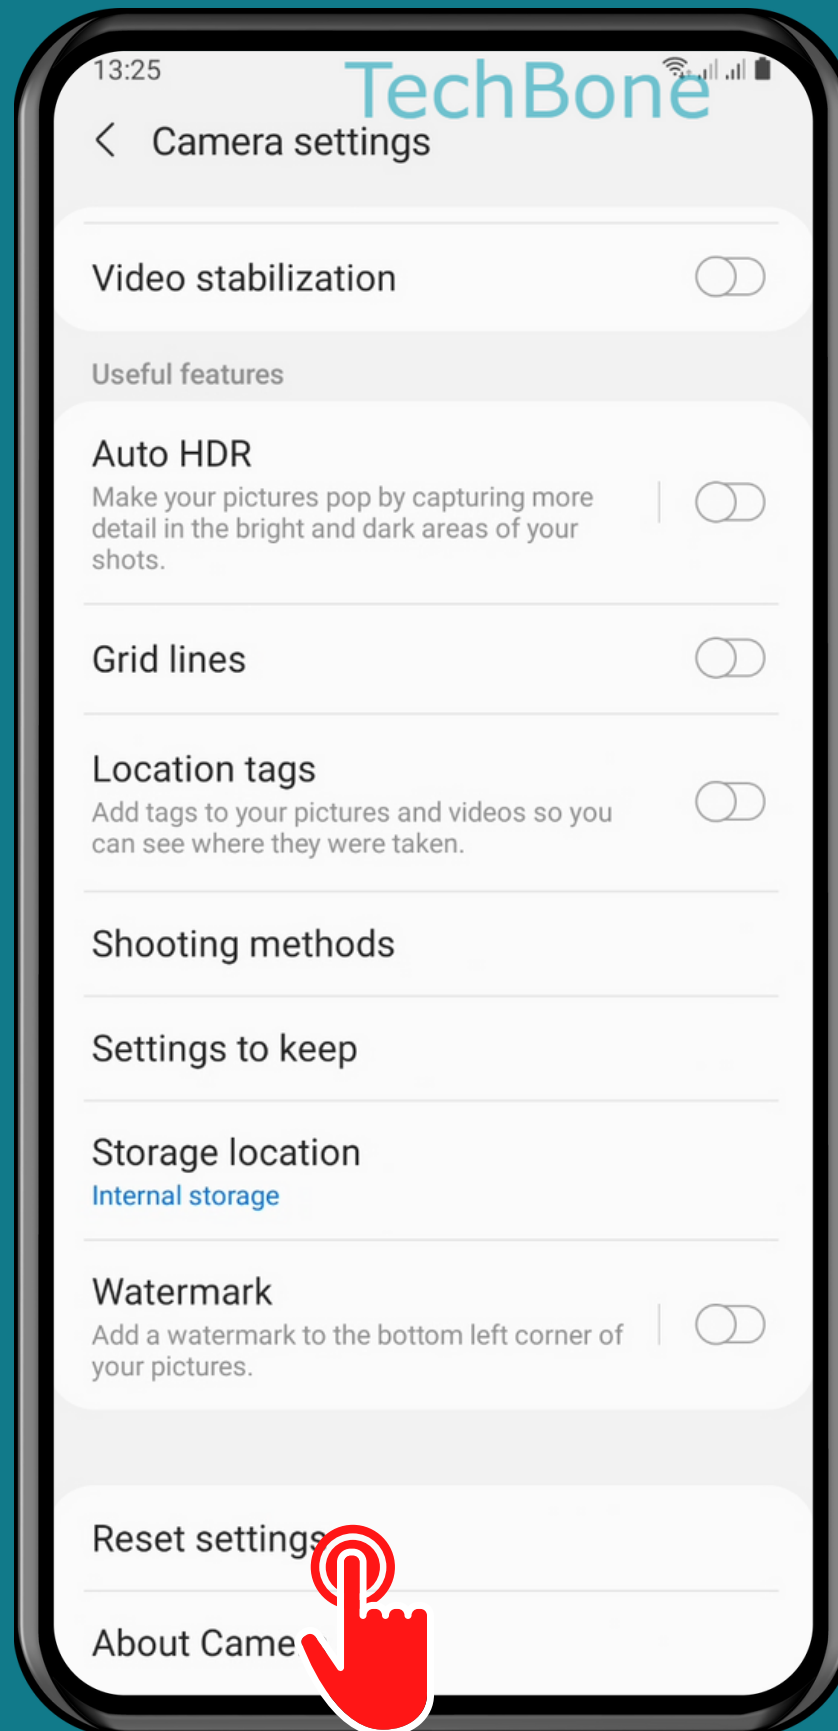 13:25
TechBone
Camera settings
Video stabilization
Useful features
Auto HDR
Make your pictures pop by capturing more
detail in the bright and dark areas of your
shots.
Grid lines
Location tags
Add tags to your pictures and videos so you
can see where they were taken.
Shooting methods
Settings to keep
Storage location
Internal storage
Watermark
Add a watermark to the bottom left corner of
your pictures.
Reset settings
About Came